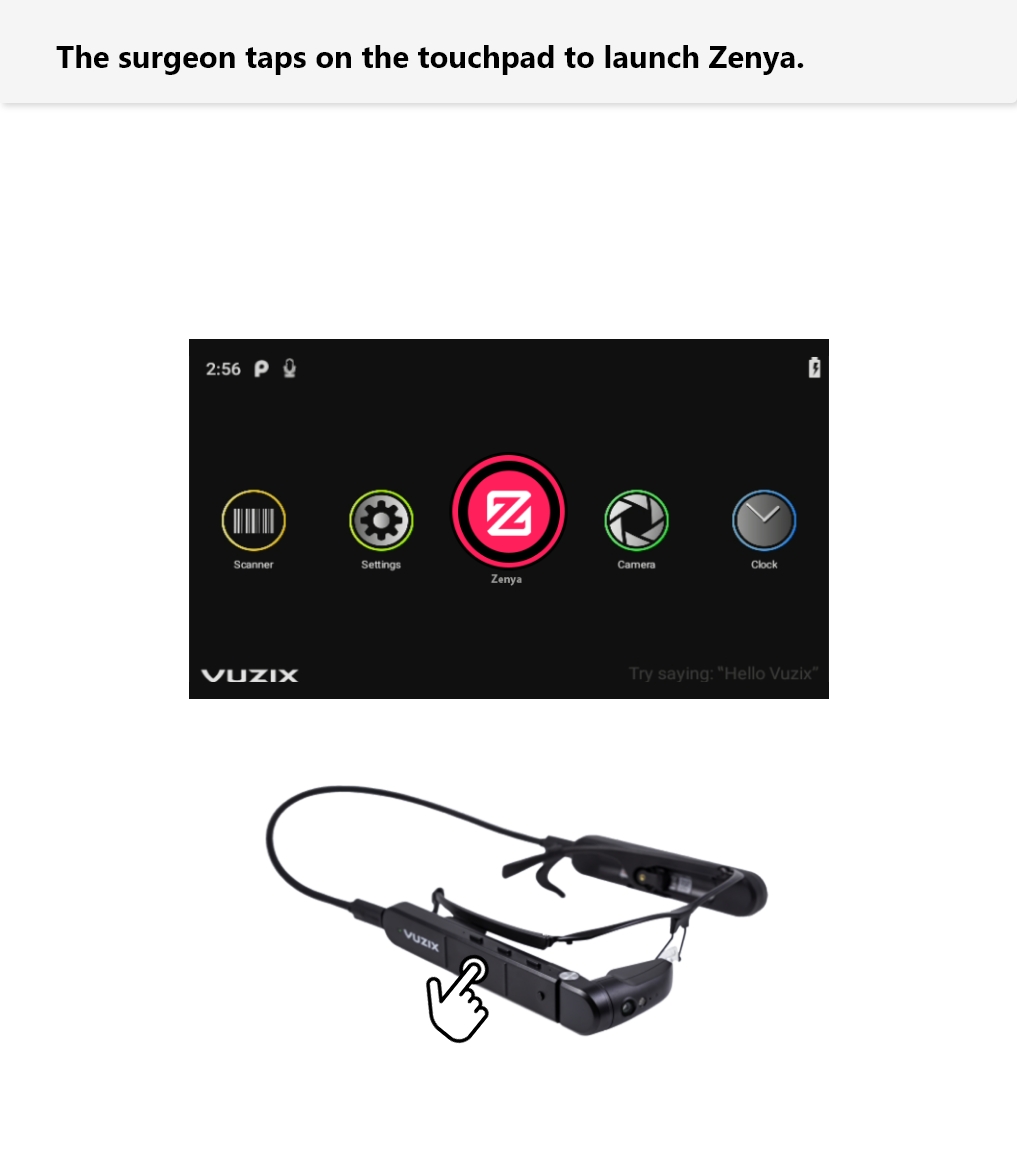 The surgeon taps on the touchpad to launch Zenya.
2:56
Scanner
Settings
Zenya
Camera
Clock
VUZIX
Try saying: "Hello Vuzix"
VUZIX